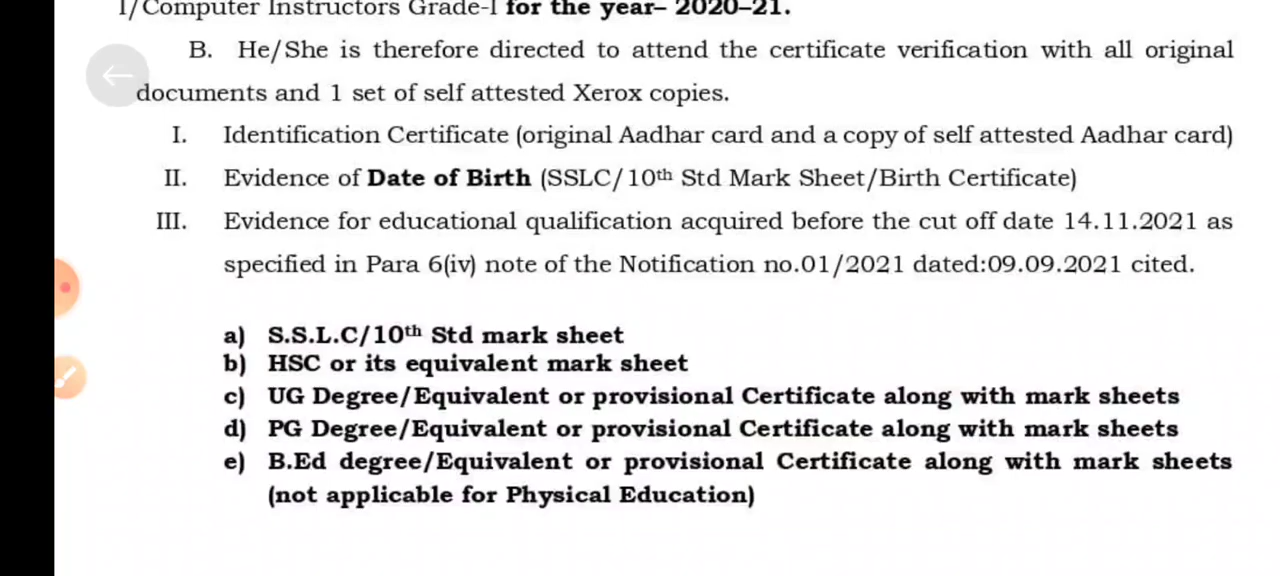 1/Computer Instructors Grade-I for the year– 2020–21.
B. He/She is therefore directed to attend the certificate verification with all original
documents and 1 set of self attested Xerox copies.
I. Identification Certificate (original Aadhar card and a copy of self attested Aadhar card)
II. Evidence of Date of Birth (SSLC/10th Std Mark Sheet/Birth Certificate)
III. Evidence for educational qualification acquired before the cut off date 14.11.2021 as
specified in Para 6(iv) note of the Notification no.01/2021 dated:09.09.2021 cited.
a) S.S.L.C/10th Std mark sheet
b) HSC or its equivalent mark sheet
c) UG Degree/Equivalent or provisional Certificate along with mark sheets
d) PG Degree/Equivalent or provisional Certificate along with mark sheets
e) B.Ed degree/Equivalent or provisional Certificate along with mark sheets
(not applicable for Physical Education)